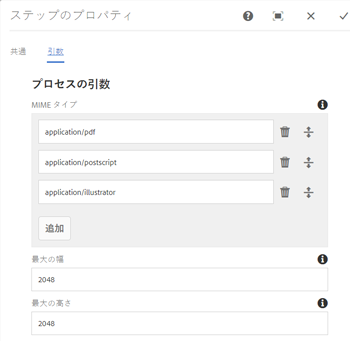 ステップのプロパティ
共通 引数
プロセスの引数
MIME タイプ
application/pdf
application/postscript
application/illustrator
追加
最大の幅
2048
最大の高さ
2048